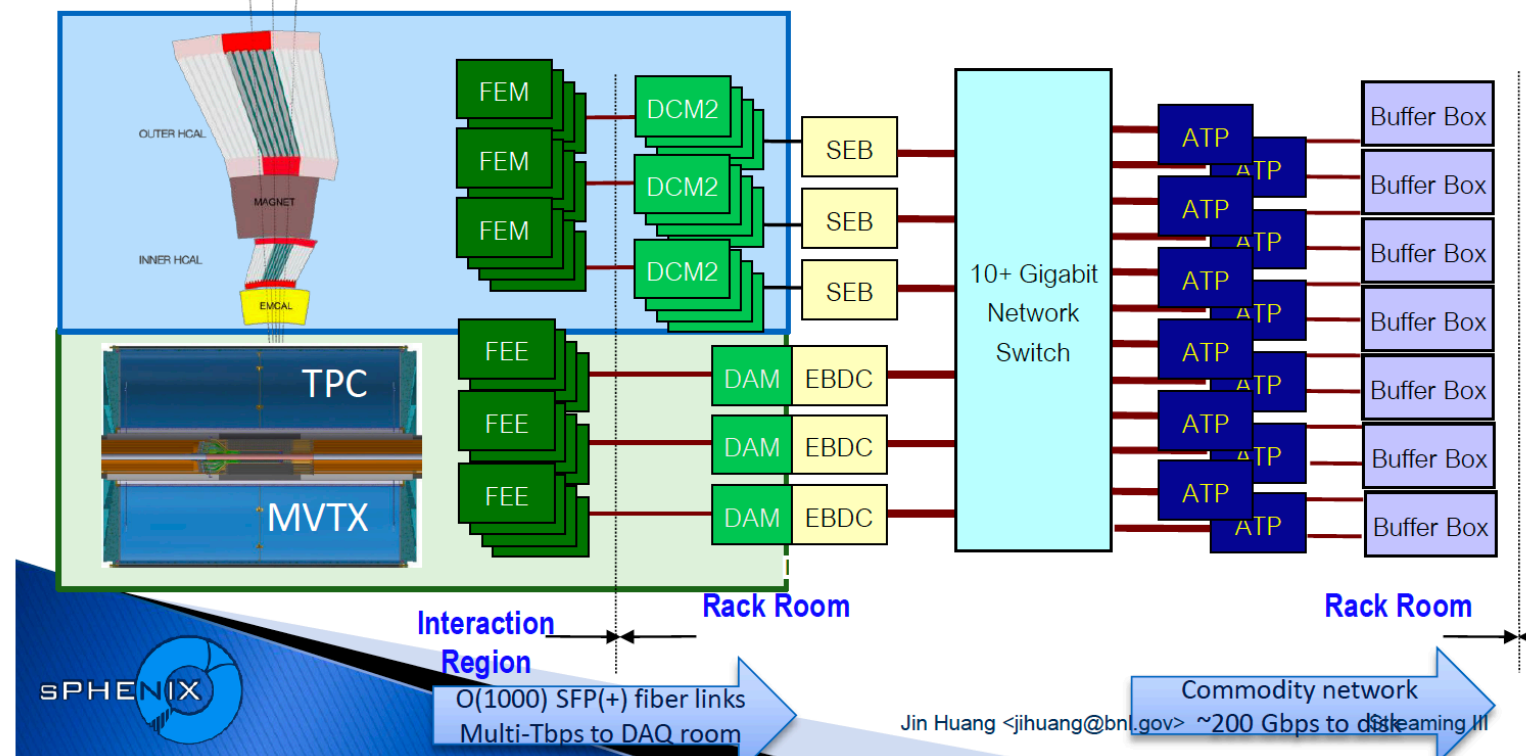 OUTER HCAL
MAGNET
INNER HCAL
EMCAL
FEM
FEM
FEM
DCM2
DCM2
DCM2
SEB
SEB
SEB
TPC
MVTX
FEE
FEE
FEE
DAM
EBDC
DAM
EBDC
DAM
EBDC
10+ Gigabit
Network
Switch
ATP
ATP
ATP
ATP
ATP
ATP
ATP
ATP
ATP
ATP
ATP
ATP
Buffer Box
Buffer Box
Buffer Box
Buffer Box
Buffer Box
Buffer Box
Buffer Box
Interaction
Region
Rack Room
Rack Room
sPHENIX
O(1000) SFP(+) fiber links
Multi-Tbps to DAQ room
Jin Huang <jihuang@bnl.gov>
Commodity network
~200 Gbps to disk
Streaming III